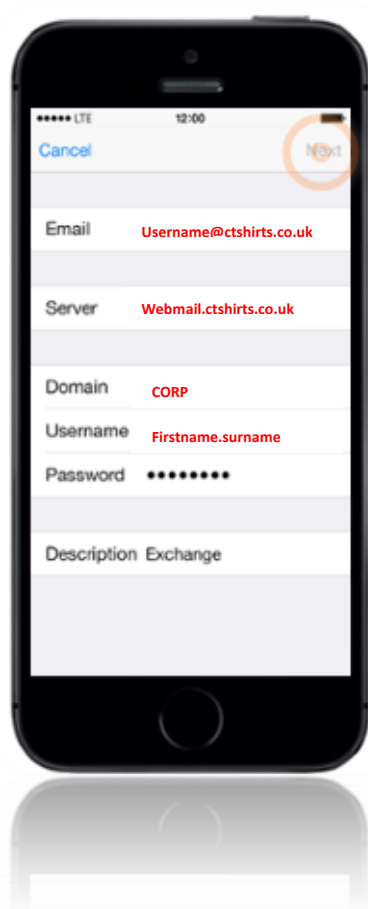 LTE 12:00
Cancel Next
Email Username@ctshirts.co.uk
Server Webmail.ctshirts.co.uk
Domain CORP
Username Firstname.surname
Password ••••••••
Description Exchange